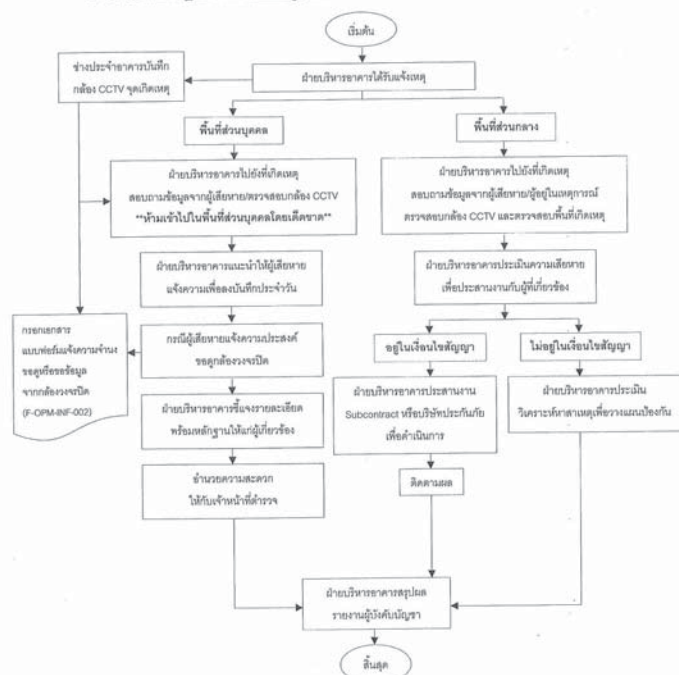 เริ่มต้น
ช่างประจำอาคารบันทึก
กล้อง CCTV จุดเกิดเหตุ
ฝ่ายบริหารอาคารได้รับแจ้งเหตุ
พื้นที่ส่วนบุคคล
พื้นที่ส่วนกลาง
ฝ่ายบริหารอาคารไปยังที่เกิดเหตุ
สอบถามข้อมูลจากผู้เสียหาย/ตรวจสอบกล้อง CCTV
**ห้ามเข้าไปในพื้นที่ส่วนบุคคลโดยเด็ดขาด**
ฝ่ายบริหารอาคารไปยังที่เกิดเหตุ
สอบถามข้อมูลจากผู้เสียหาย/ผู้อยู่ในเหตุการณ์
ตรวจสอบกล้อง CCTV และตรวจสอบพื้นที่เกิดเหตุ
ฝ่ายบริหารอาคารแนะนำให้ผู้เสียหาย
แจ้งความเพื่อลงบันทึกประจำวัน
ฝ่ายบริหารอาคารประเมินความเสียหาย
เพื่อประสานงานกับผู้ที่เกี่ยวข้อง
กรอกเอกสาร
แบบฟอร์มแจ้งความจำนง
ขอดูหรือขอข้อมูล
จากกล้องวงจรปิด
(F-OPM-INF-002)
กรณีผู้เสียหายแจ้งความประสงค์
ขอดูกล้องวงจรปิด
อยู่ในเงื่อนไขสัญญา
ไม่อยู่ในเงื่อนไขสัญญา
ฝ่ายบริหารอาคารชี้แจงรายละเอียด
พร้อมหลักฐานให้แก่ผู้เกี่ยวข้อง
ฝ่ายบริหารอาคารประสานงาน
Subcontract หรือบริษัทประกันภัย
เพื่อดำเนินการ
ฝ่ายบริหารอาคารประเมิน
วิเคราะห์หาสาเหตุเพื่อวางแผนป้องกัน
อำนวยความสะดวก
ให้กับเจ้าหน้าที่ตำรวจ
ติดตามผล
ฝ่ายบริหารอาคารสรุปผล
รายงานผู้บังคับบัญชา
สิ้นสุด